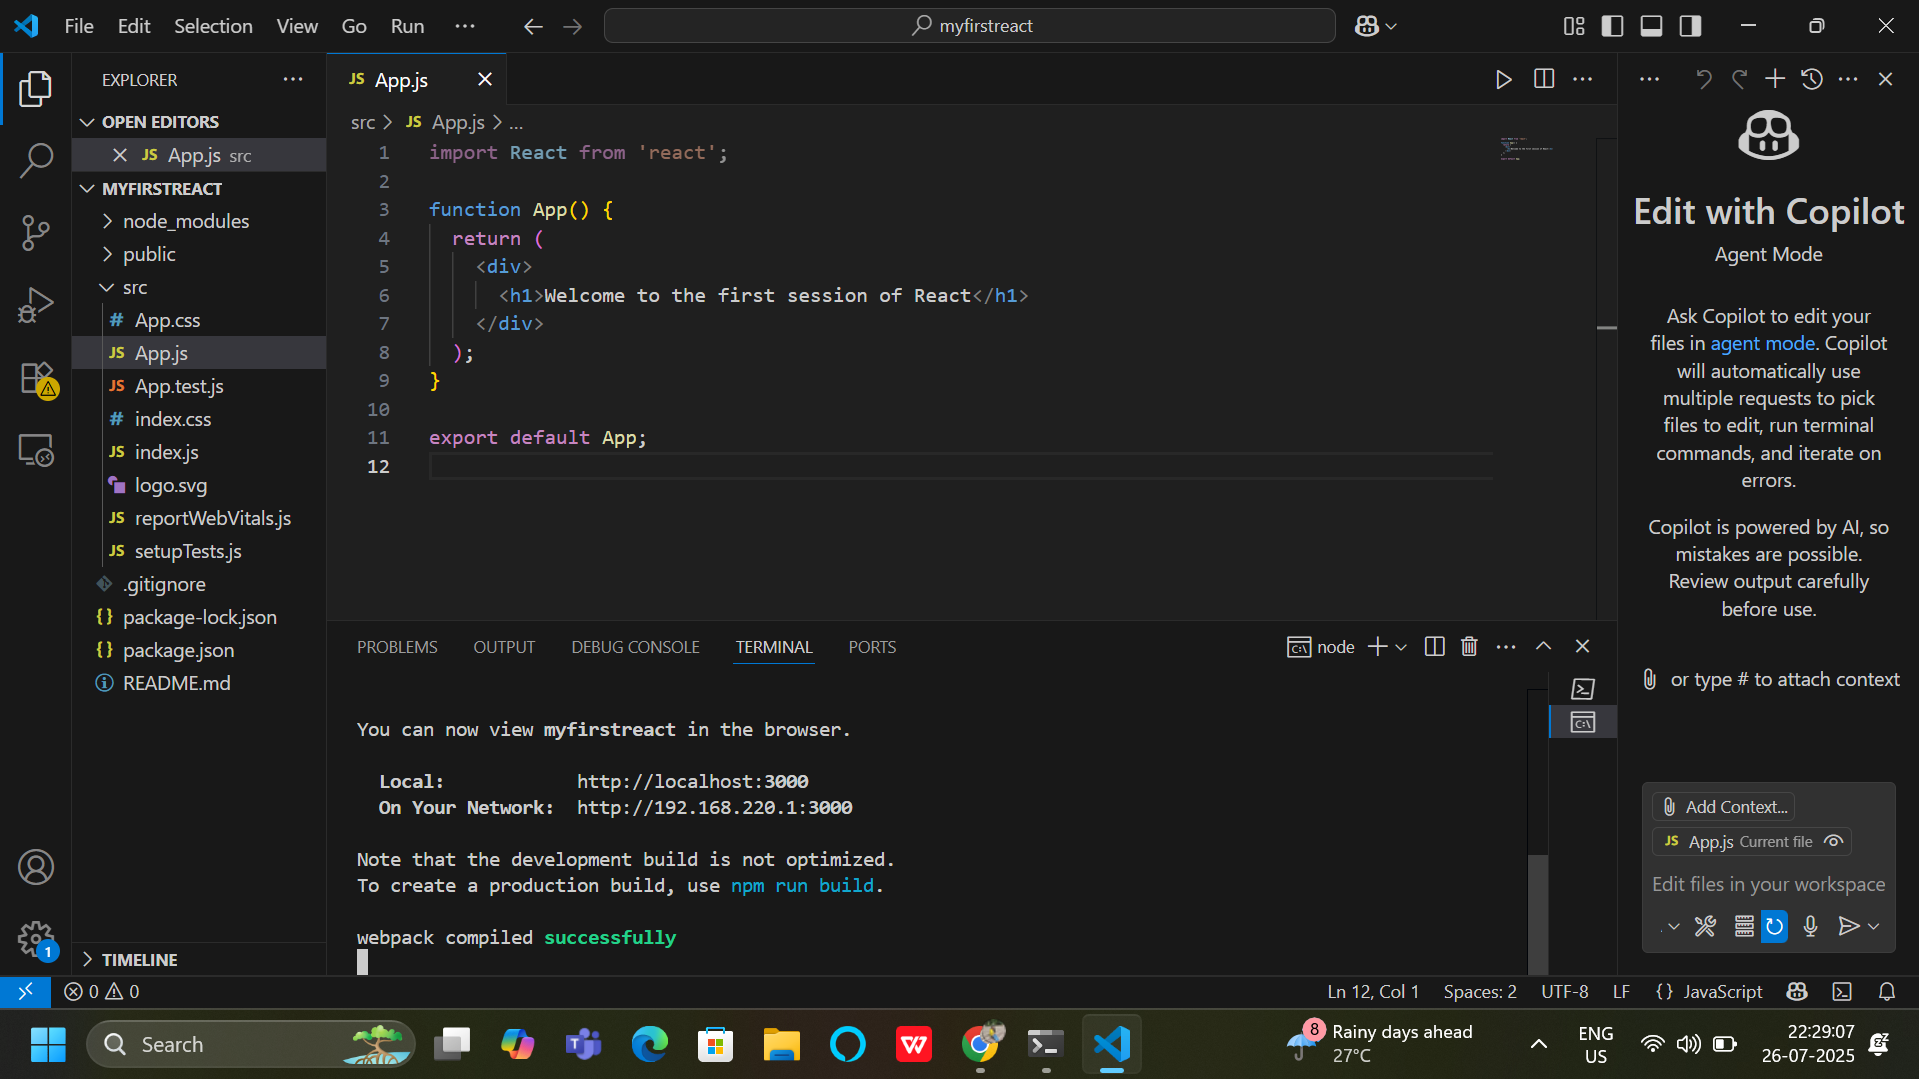 File Edit Selection View Go Run ···
myfirstreact
EXPLORER
OPEN EDITORS
JS App.js src
MYFIRSTREACT
node_modules
public
src
# App.css
JS App.js
JS App.test.js
# index.css
JS index.js
logo.svg
JS reportWebVitals.js
JS setupTests.js
.gitignore
{} package-lock.json
{} package.json
README.md
TIMELINE
JS App.js
src > JS App.js > ...
1 import React from 'react';
2
3 function App() {
4 return (
5 <div>
6 <h1>Welcome to the first session of React</h1>
7 </div>
8 );
9 }
10
11 export default App;
12
PROBLEMS OUTPUT DEBUG CONSOLE TERMINAL PORTS
node
You can now view myfirstreact in the browser.
Local: http://localhost:3000
On Your Network: http://192.168.220.1:3000
Note that the development build is not optimized.
To create a production build, use npm run build.
webpack compiled successfully
Edit with Copilot
Agent Mode
Ask Copilot to edit your
files in agent mode. Copilot
will automatically use
multiple requests to pick
files to edit, run terminal
commands, and iterate on
errors.
Copilot is powered by AI, so
mistakes are possible.
Review output carefully
before use.
or type # to attach context
Add Context...
JS App.js Current file
Edit files in your workspace
1
0 0
Ln 12, Col 1 Spaces: 2 UTF-8 LF {} JavaScript
Search
8
Rainy days ahead
27°C
ENG
US
22:29:07
26-07-2025